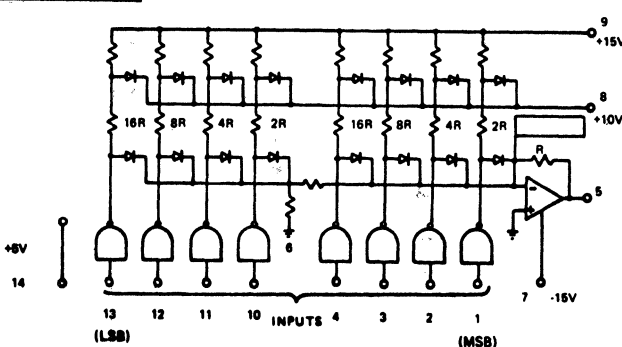 9
+15V
8
+10V
16R 8R 4R 2R 16R 8R 4R 2R
R
5
6
+5V
14
7 -15V
13 12 11 10 INPUTS 4 3 2 1
(LSB) (MSB)